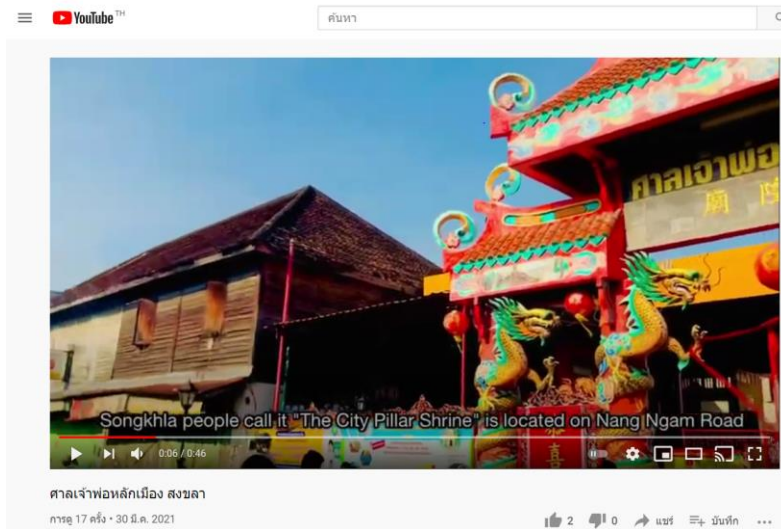 YouTube TH
ค้นหา
ศาลเจ้าพ่อ
廟
Songkhla people call it "The City Pillar Shrine" is located on Nang Ngam Road
0:06 / 0:46
ศาลเจ้าพ่อหลักเมือง สงขลา
การดู 17 ครั้ง • 30 มี.ค. 2021
2
0
แชร์
บันทึก